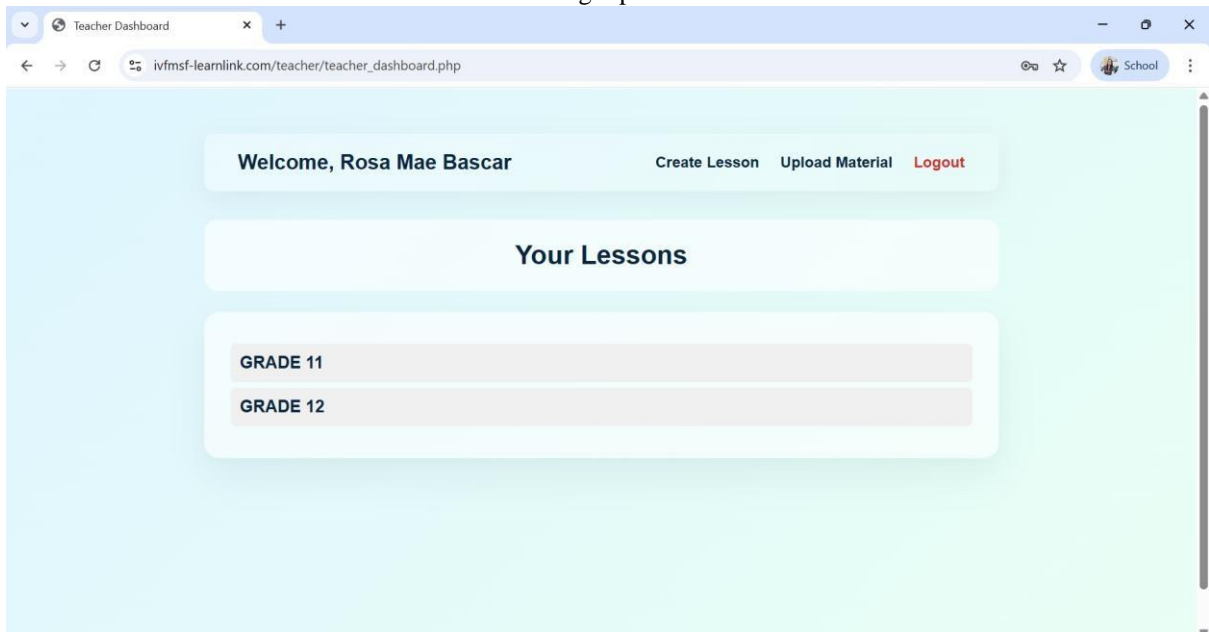 Teacher Dashboard
ivfmsf-learnlink.com/teacher/teacher_dashboard.php
School
Welcome, Rosa Mae Bascar
Create Lesson Upload Material Logout
Your Lessons
GRADE 11
GRADE 12